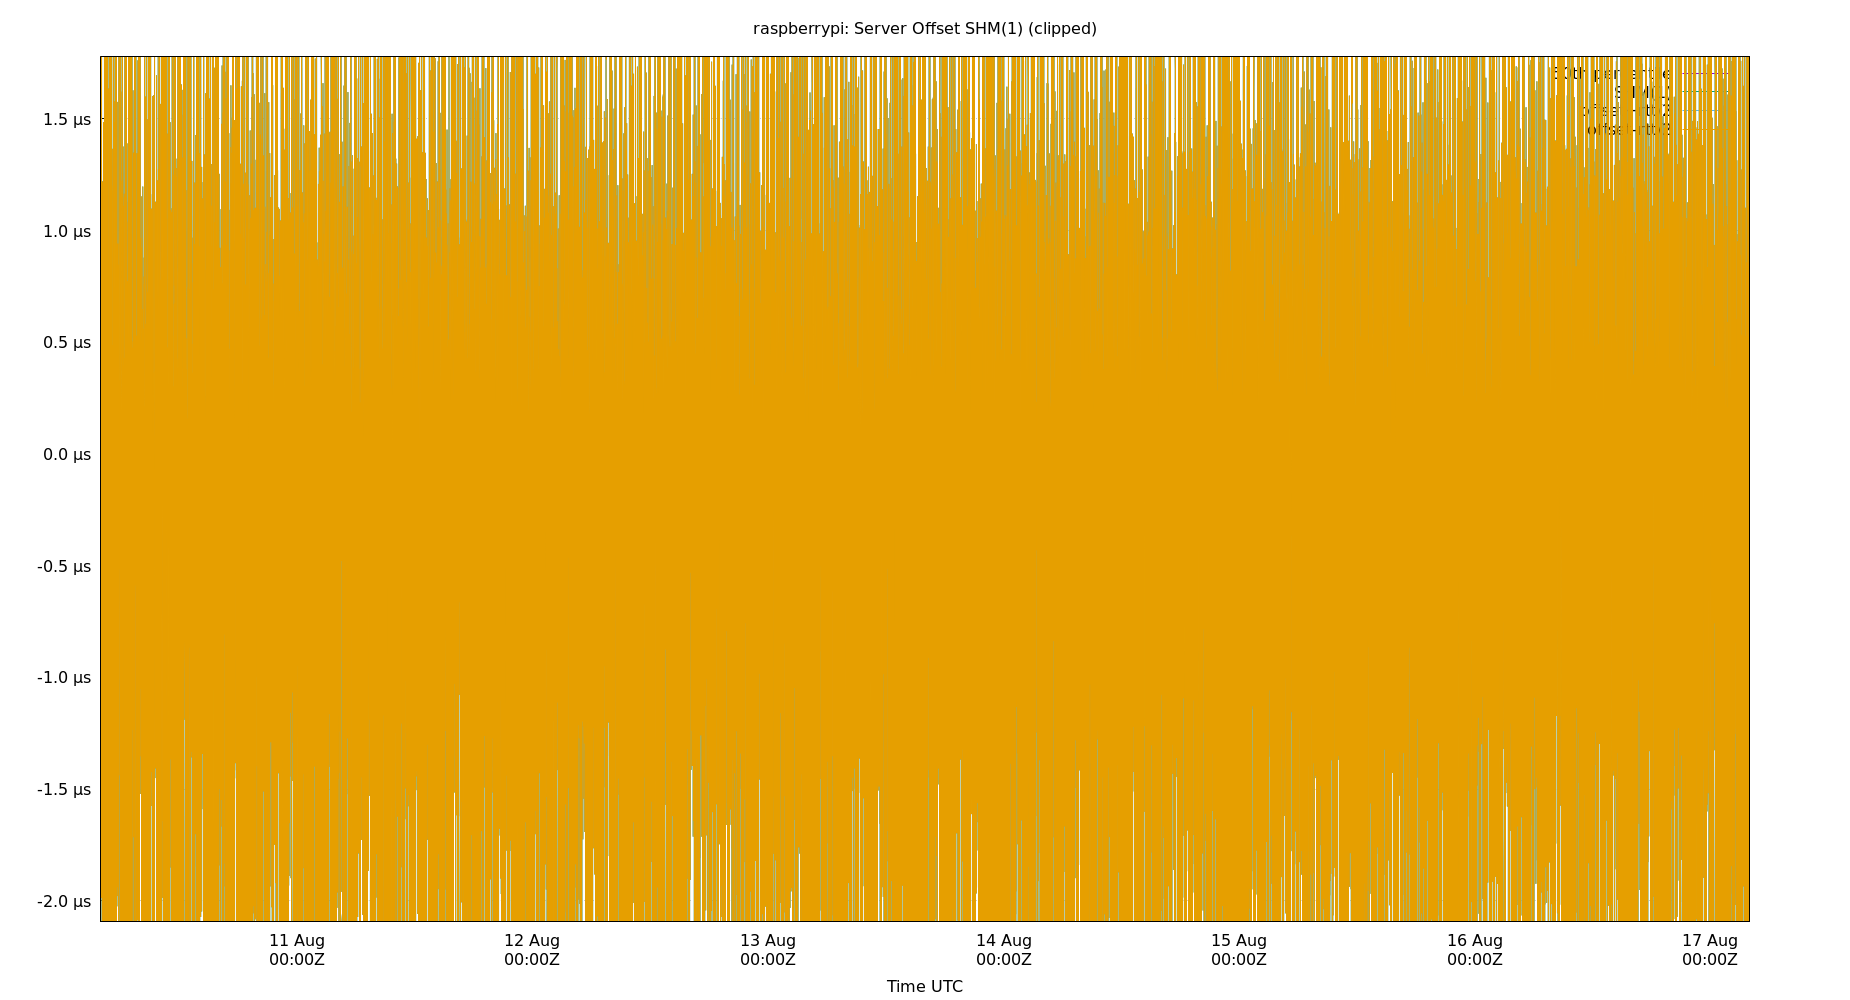 raspberrypi: Server Offset SHM(1) (clipped)
1.5 µs
1.0 µs
0.5 µs
0.0 µs
-0.5 µs
-1.0 µs
-1.5 µs
-2.0 µs
11 Aug 12 Aug 13 Aug 14 Aug 15 Aug 16 Aug 17 Aug
00:00Z 00:00Z 00:00Z 00:00Z 00:00Z 00:00Z 00:00Z
Time UTC